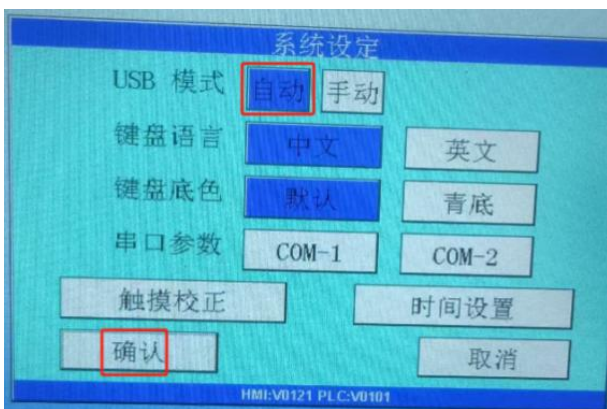 系统设定
USB 模式 自动 手动
键盘语言 中文 英文
键盘底色 默认 青底
串口参数 COM-1 COM-2
触摸校正 时间设置
确认 取消
HMI:V0121 PLC:V0101